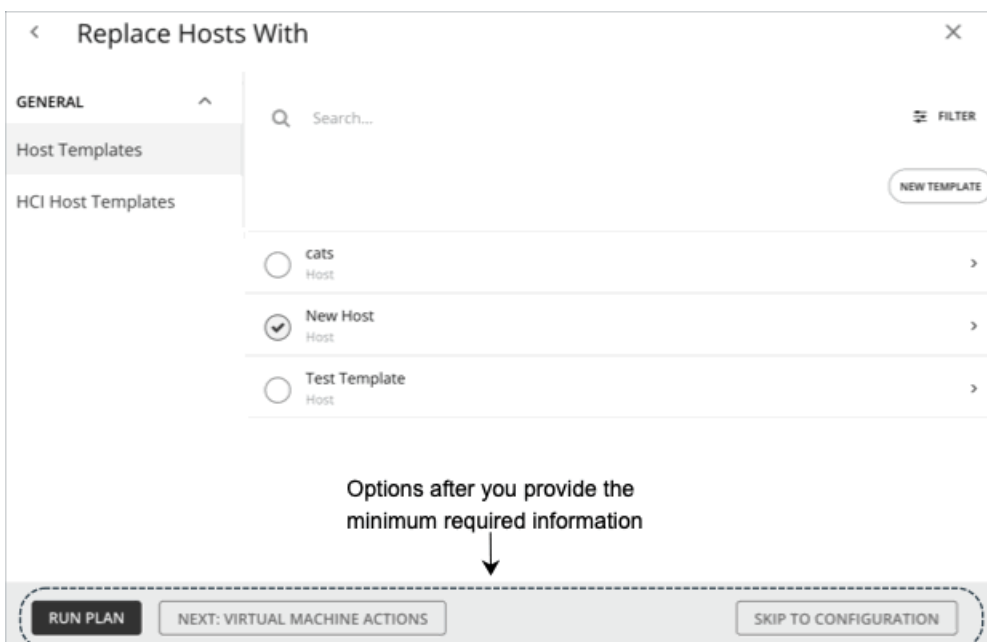 Replace Hosts With
GENERAL
Host Templates
HCI Host Templates
Search...
FILTER
NEW TEMPLATE
cats
Host
New Host
Host
Test Template
Host
Options after you provide the
minimum required information
RUN PLAN
NEXT: VIRTUAL MACHINE ACTIONS
SKIP TO CONFIGURATION